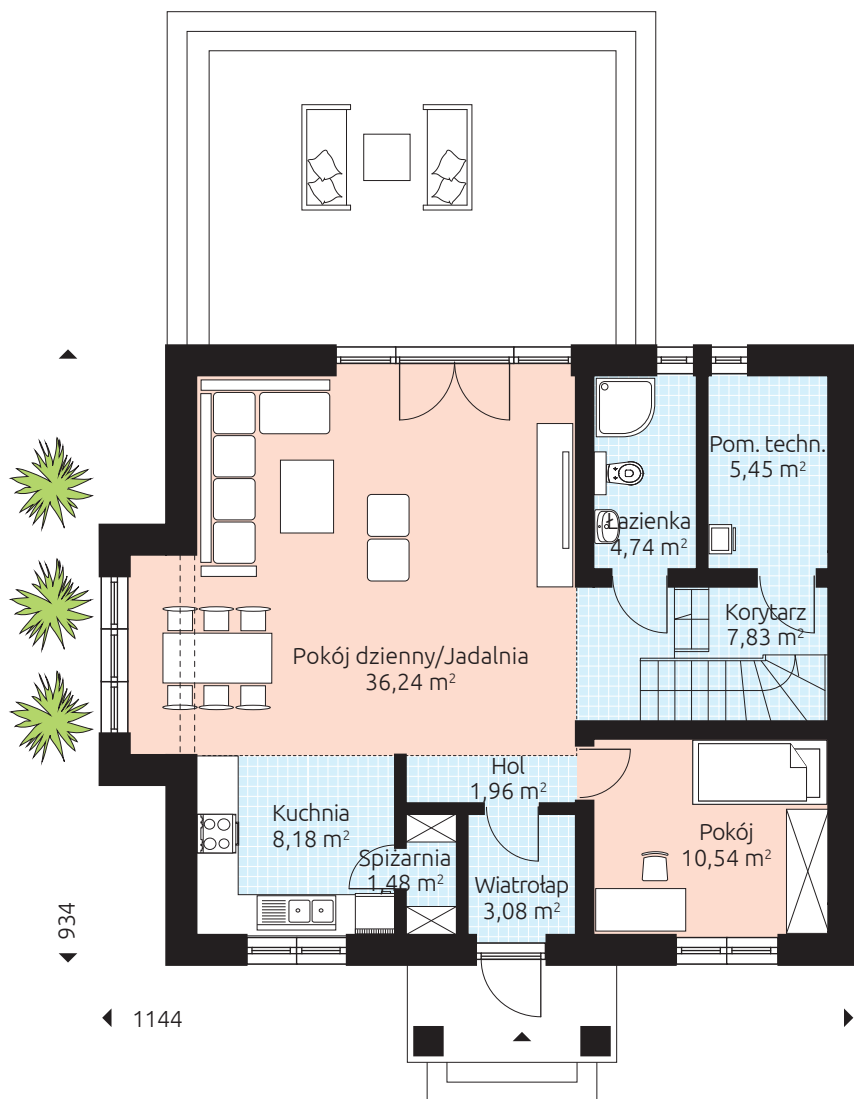 Pom. techn.
5,45 m²
Łazienka
4,74 m²
Korytarz
7,83 m²
Pokój dzienny/Jadalnia
36,24 m²
Hol
1,96 m²
Kuchnia
8,18 m²
Spiżarnia
1,48 m²
Wiatrołap
3,08 m²
Pokój
10,54 m²
934
1144